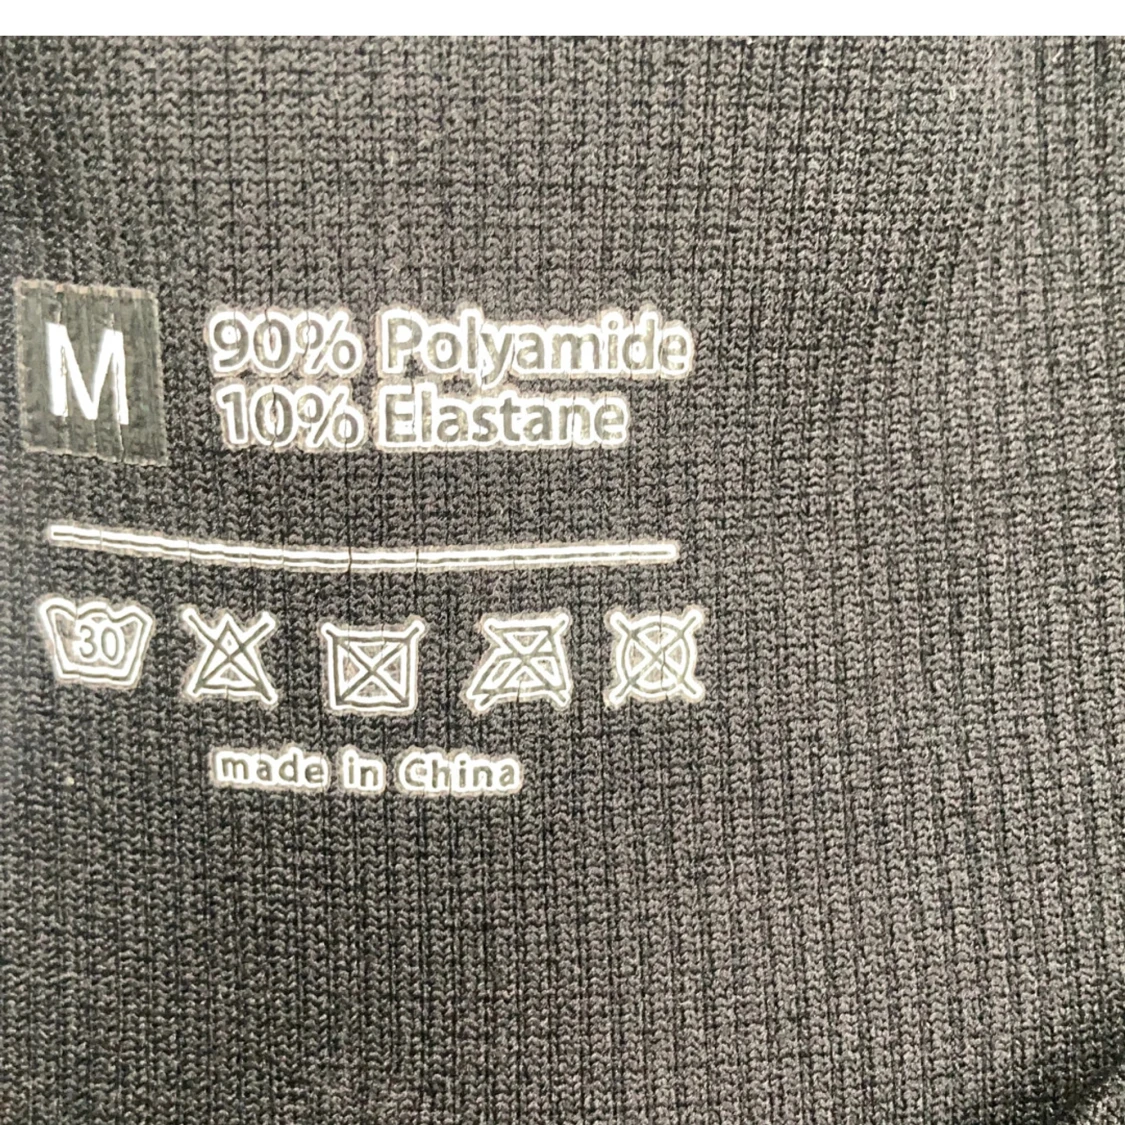 M
90% Polyamide
10% Elastane
30
made in China